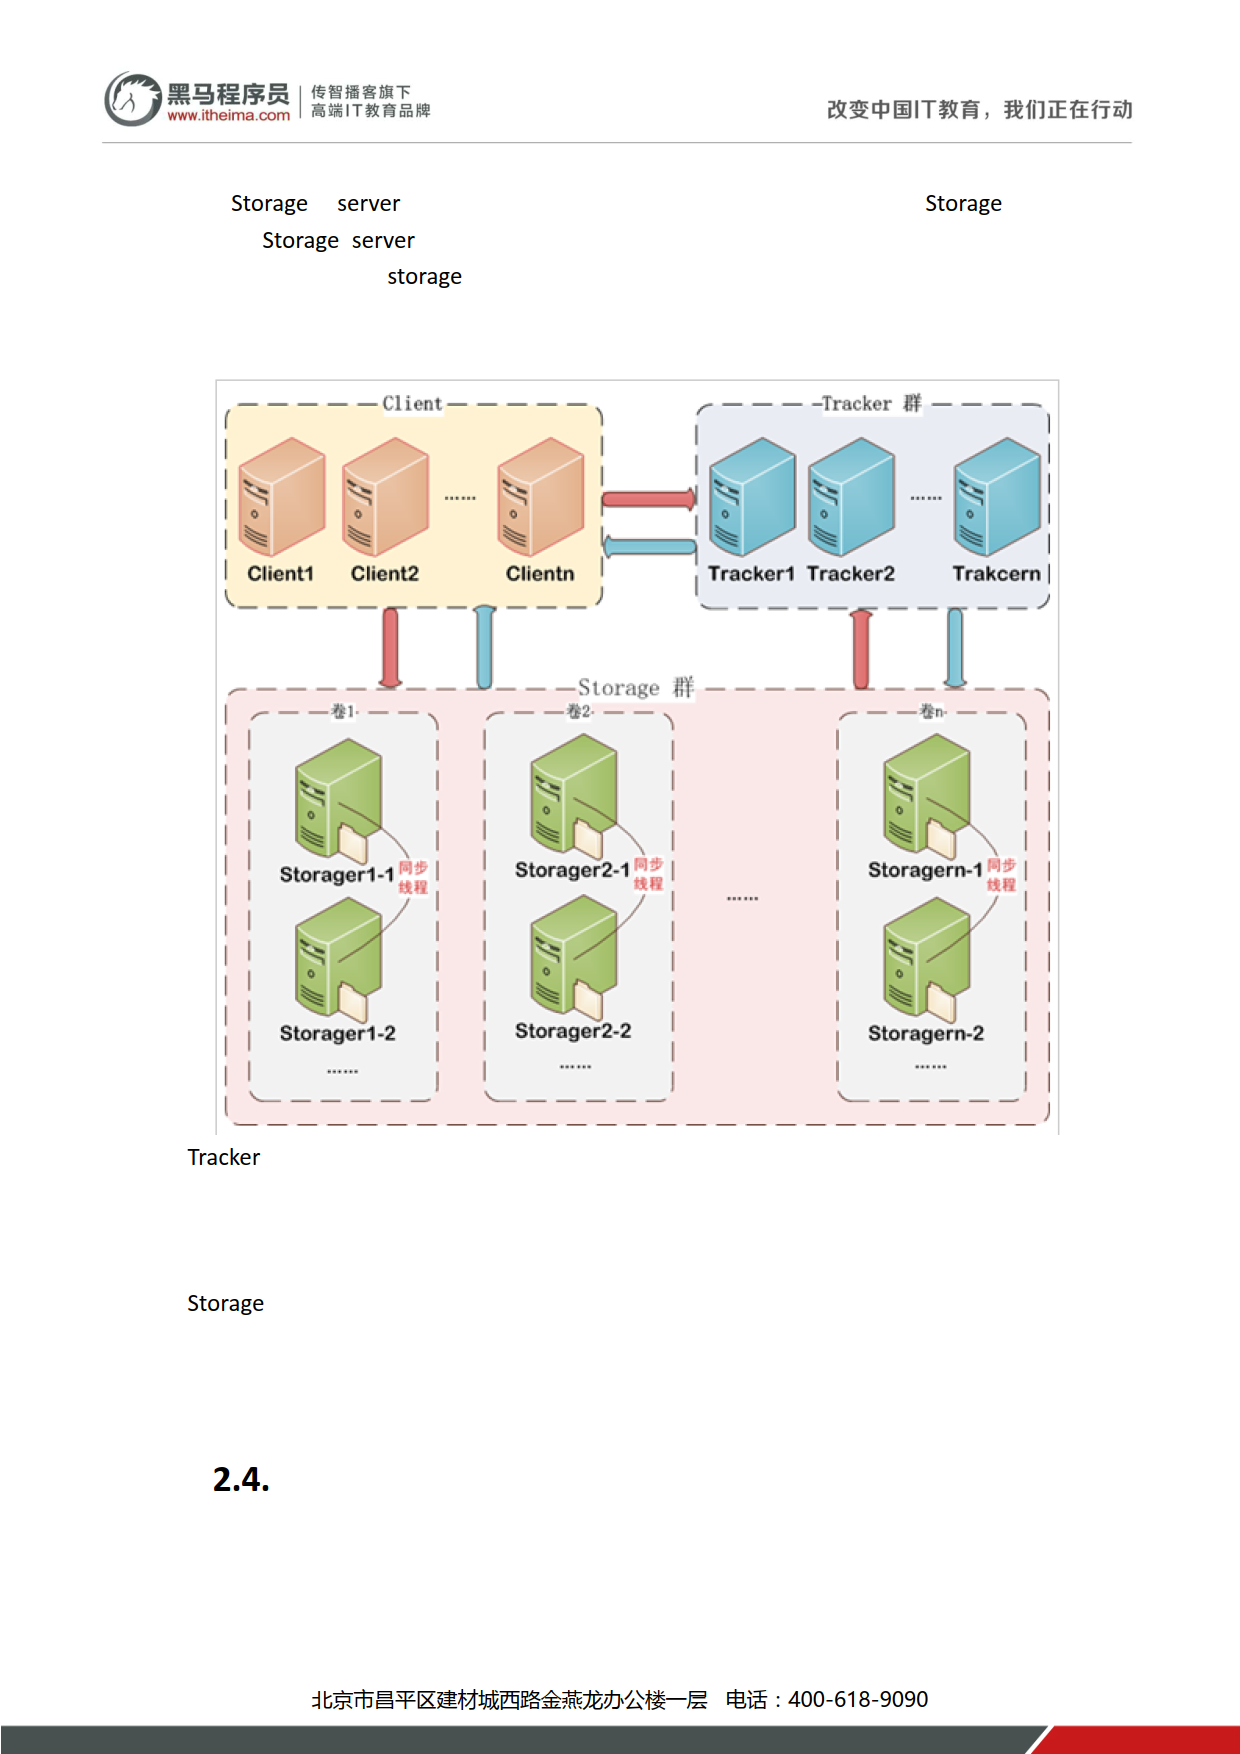 黑马程序员 传智播客旗下
www.itheima.com 高端IT教育品牌
改变中国IT教育，我们正在行动
Storage server Storage
Storage server
storage
Client
Tracker 群
Client1 Client2 …… Clientn
Tracker1 Tracker2 …… Trakcern
Storage 群
卷1 卷2 卷n
Storager1-1 同步线程
Storager2-1 同步线程
Storagern-1 同步线程
……
Storager1-2 Storager2-2 Storagern-2
…… …… ……
Tracker
Storage
2.4.
北京市昌平区建材城西路金燕龙办公楼一层 电话：400-618-9090